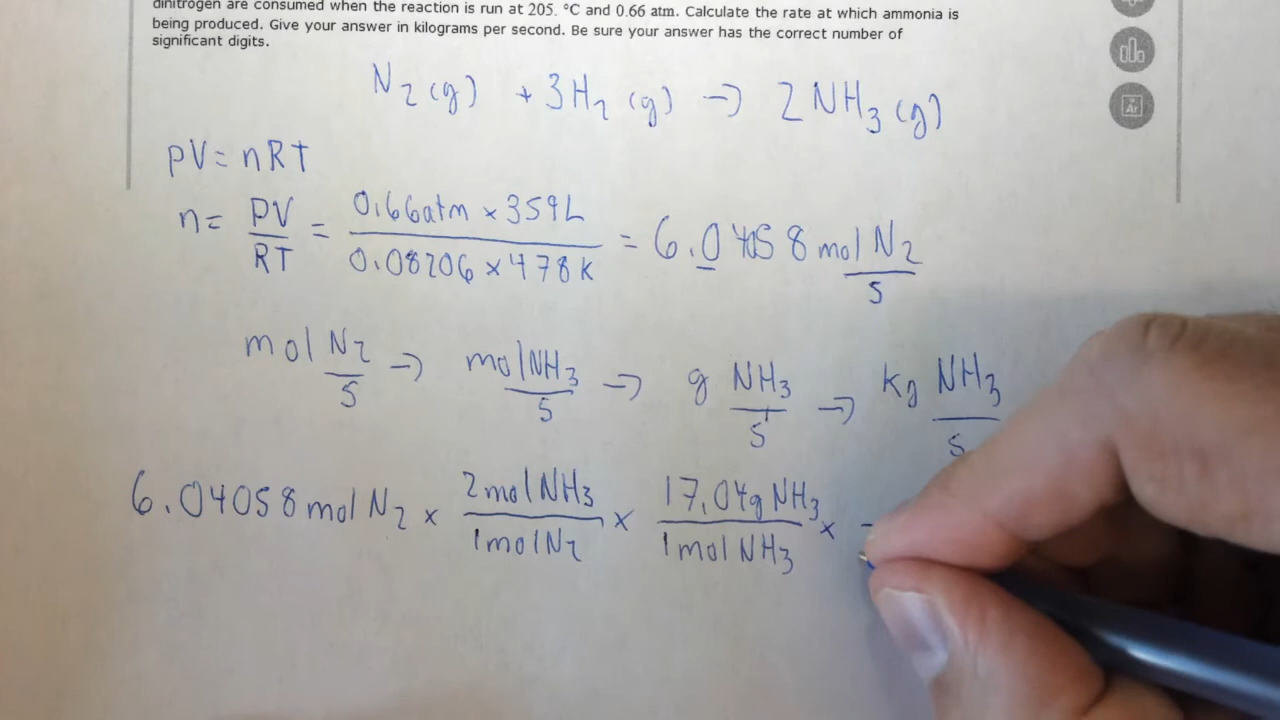 dinitrogen are consumed when the reaction is run at 205. °C and 0.66 atm. Calculate the rate at which ammonia is
being produced. Give your answer in kilograms per second. Be sure your answer has the correct number of
significant digits.
Ar
N2(g) + 3H2(g) → 2NH3(g)
PV = nRT
n = PV/RT = 0.66atm × 359L / 0.08206 × 478K = 6.04058 mol N2/s
mol N2/s → mol NH3/s → g NH3/s → kg NH3/s
6.04058 mol N2 × 2mol NH3/1mol N2 × 17.04g NH3/1mol NH3 ×